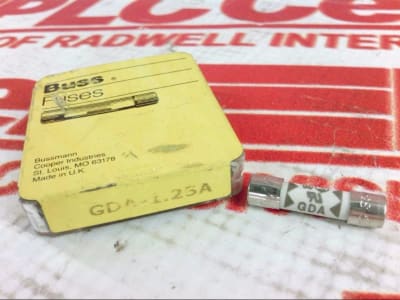 PLC Ce
OF RADWELL INTER
Buss®
Fuses
Bussmann
Cooper Industries
St. Louis, MO 63178
Made in U.K.
GDA-1.25A
GDA